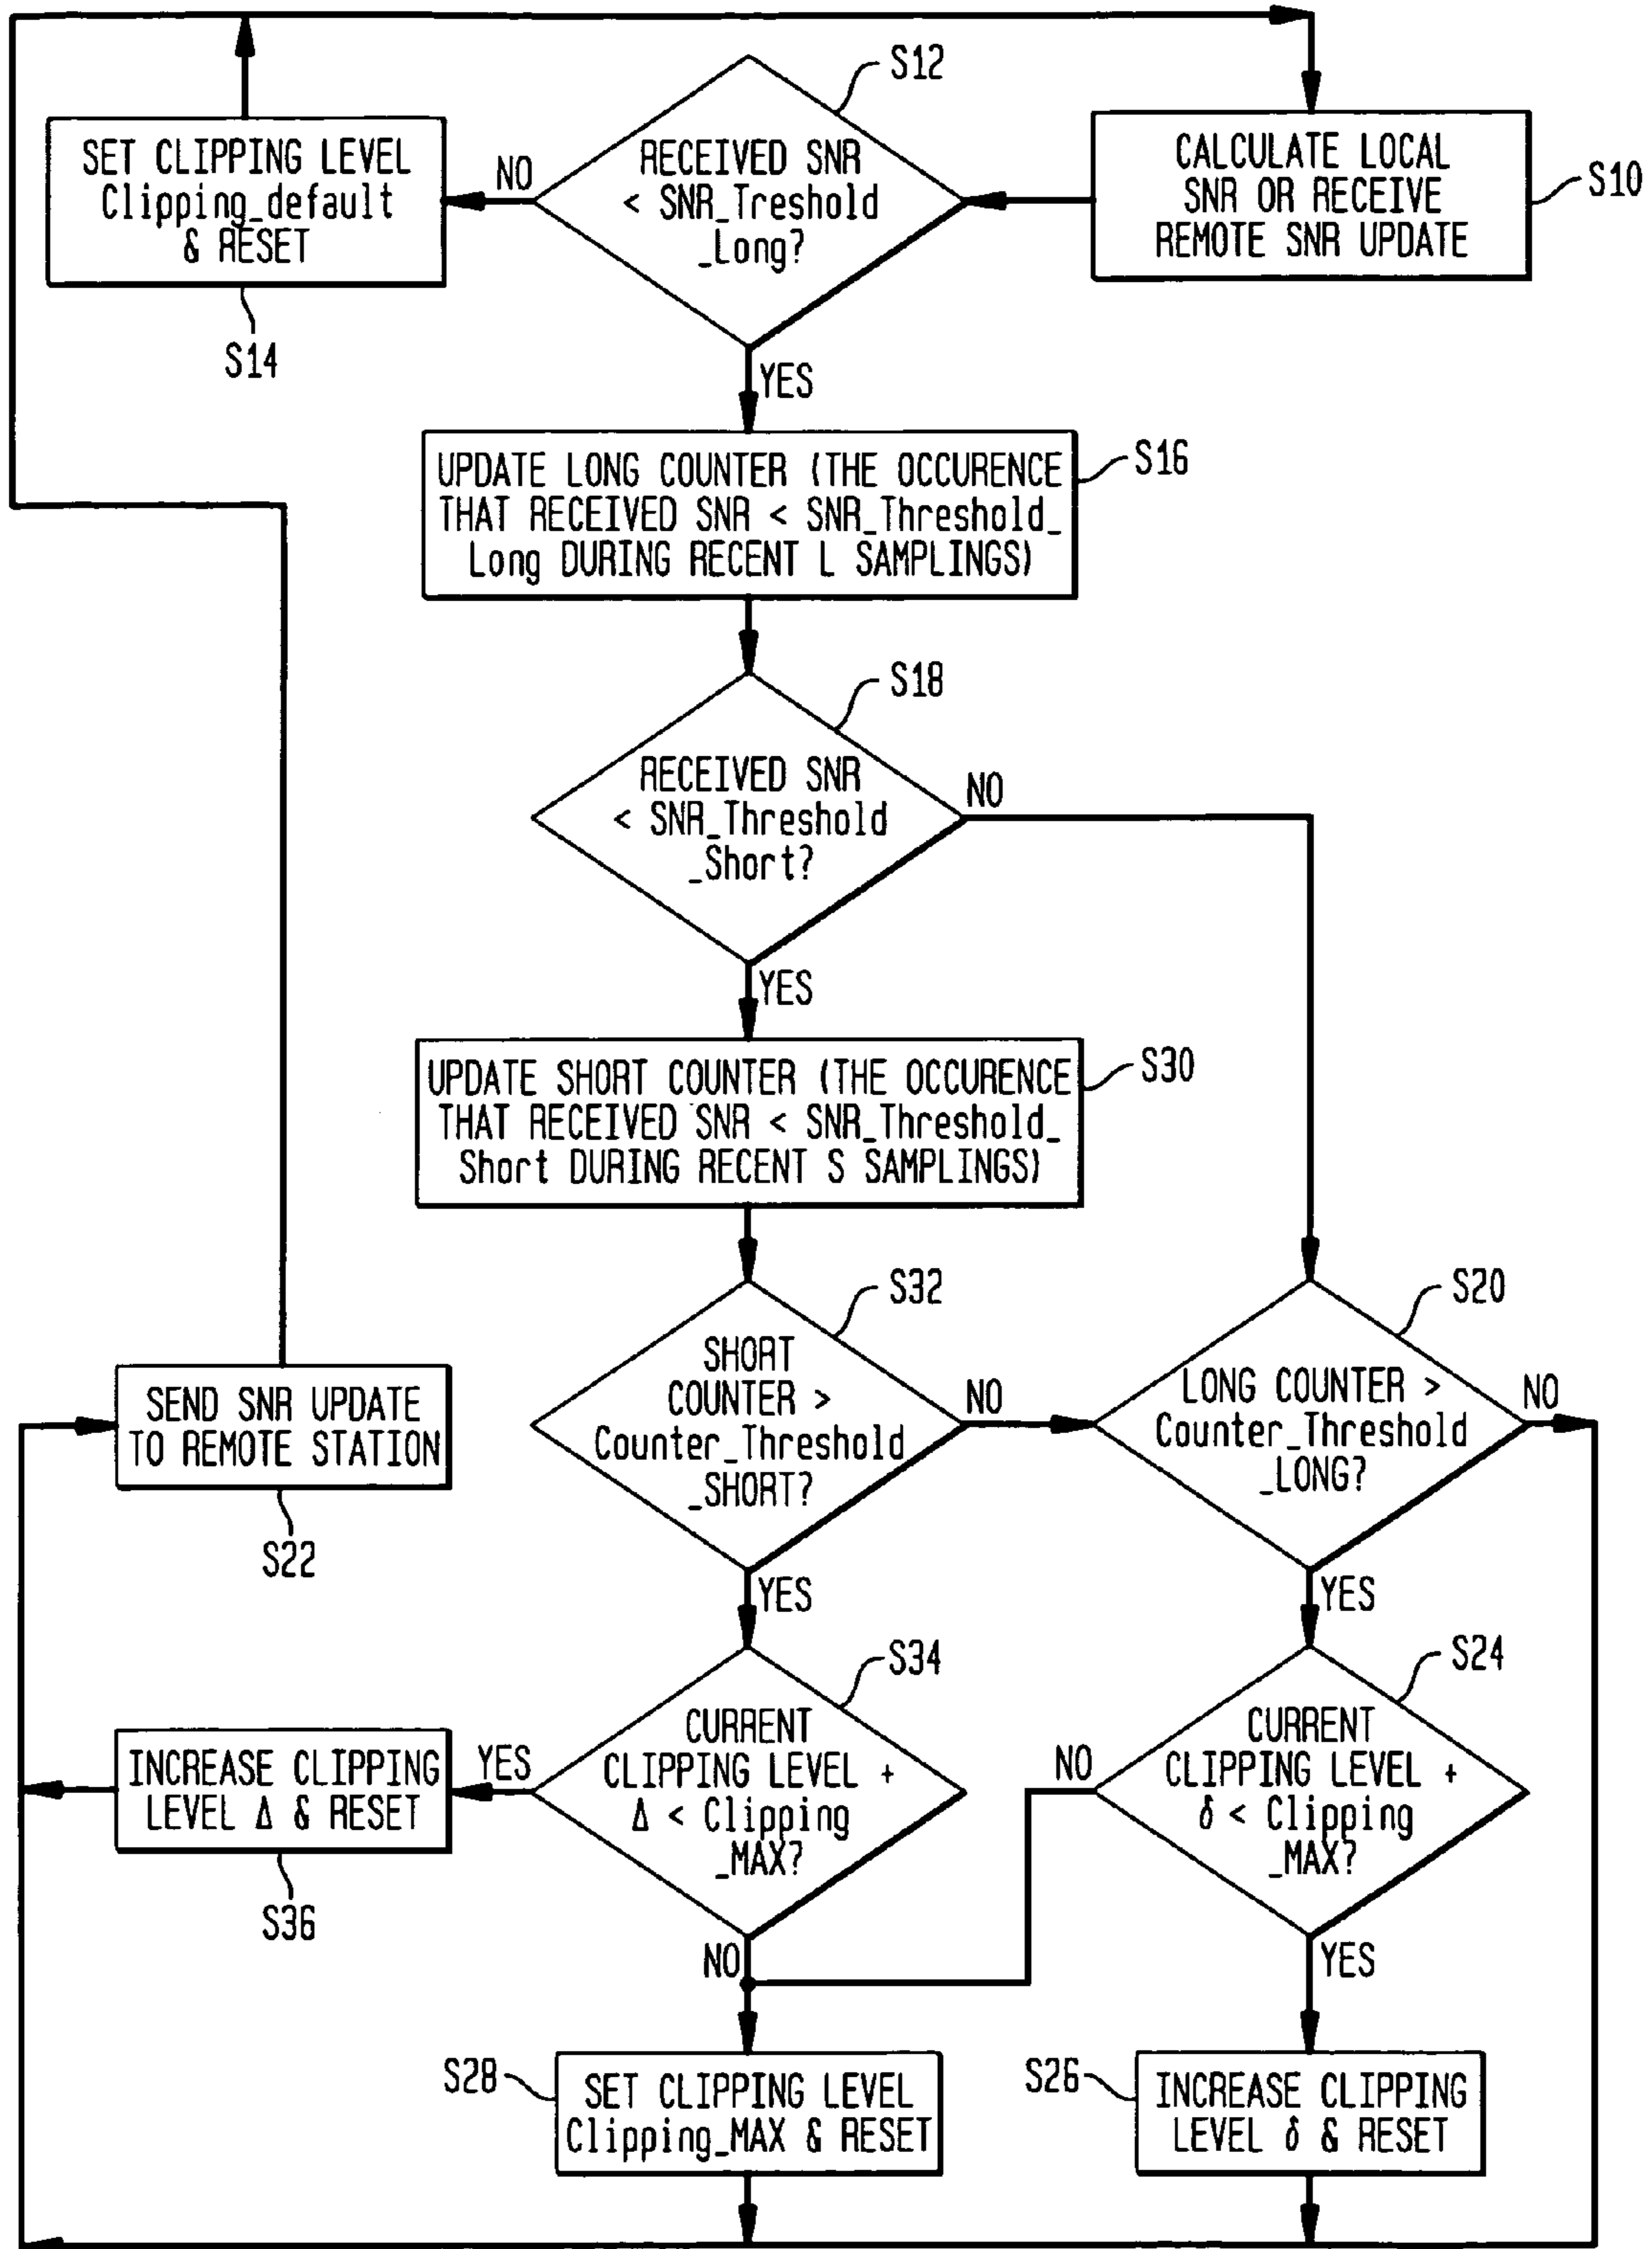 S12
RECEIVED SNR
< SNR_Treshold
_Long?
NO
YES
CALCULATE LOCAL
SNR OR RECEIVE
REMOTE SNR UPDATE
S10
SET CLIPPING LEVEL
Clipping_default
& RESET
S14
UPDATE LONG COUNTER (THE OCCURENCE
THAT RECEIVED SNR < SNR_Threshold_
Long DURING RECENT L SAMPLINGS)
S16
S18
RECEIVED SNR
< SNR_Threshold
_Short?
NO
YES
UPDATE SHORT COUNTER (THE OCCURENCE
THAT RECEIVED SNR < SNR_Threshold_
Short DURING RECENT S SAMPLINGS)
S30
S32
SHORT
COUNTER >
Counter_Threshold
_SHORT?
NO
YES
S20
LONG COUNTER >
Counter_Threshold
_LONG?
NO
YES
SEND SNR UPDATE
TO REMOTE STATION
S22
S34
CURRENT
CLIPPING LEVEL +
Δ < Clipping
_MAX?
YES
NO
S24
CURRENT
CLIPPING LEVEL +
δ < Clipping
_MAX?
NO
YES
INCREASE CLIPPING
LEVEL Δ & RESET
S36
S28
SET CLIPPING LEVEL
Clipping_MAX & RESET
S26
INCREASE CLIPPING
LEVEL δ & RESET